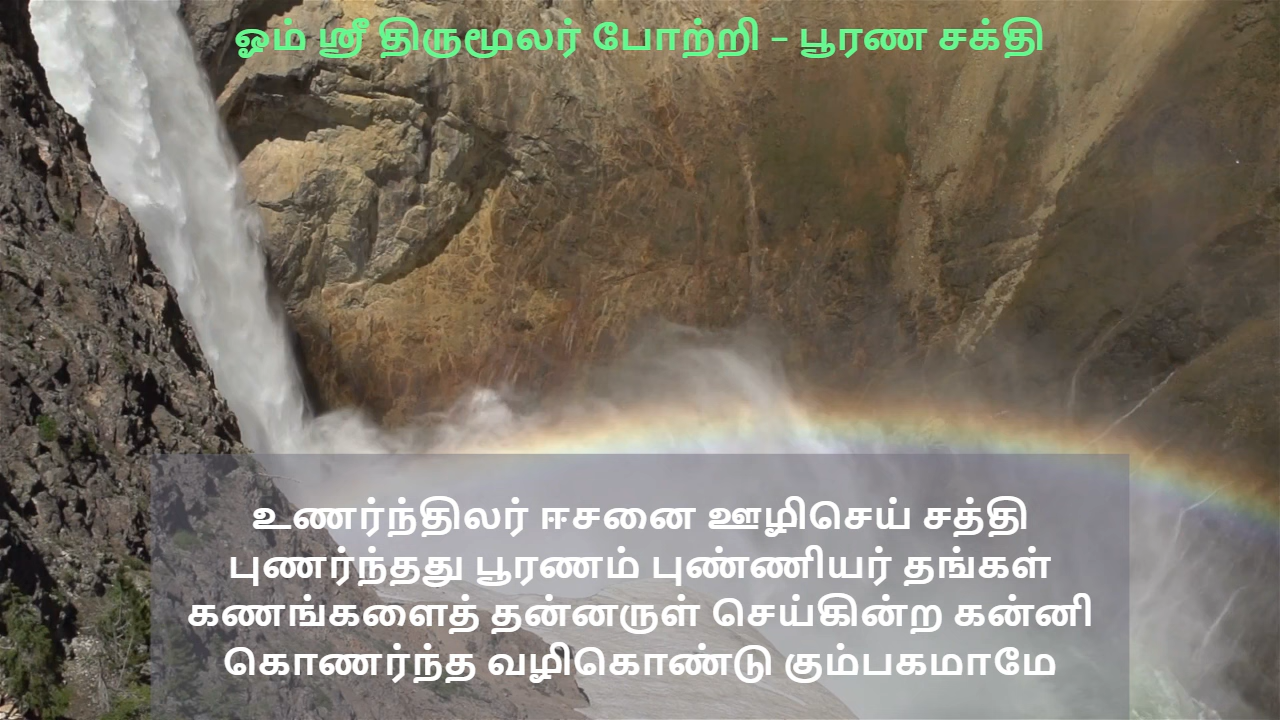 ஓம் ஸ்ரீ திருமூலர் போற்றி – பூரண சக்தி
உணர்ந்திலர் ஈசனை ஊழிசெய் சத்தி
புணர்ந்தது பூரணம் புண்ணியர் தங்கள்
கணங்களைத் தன்னருள் செய்கின்ற கன்னி
கொணர்ந்த வழிகொண்டு கும்பகமாமே